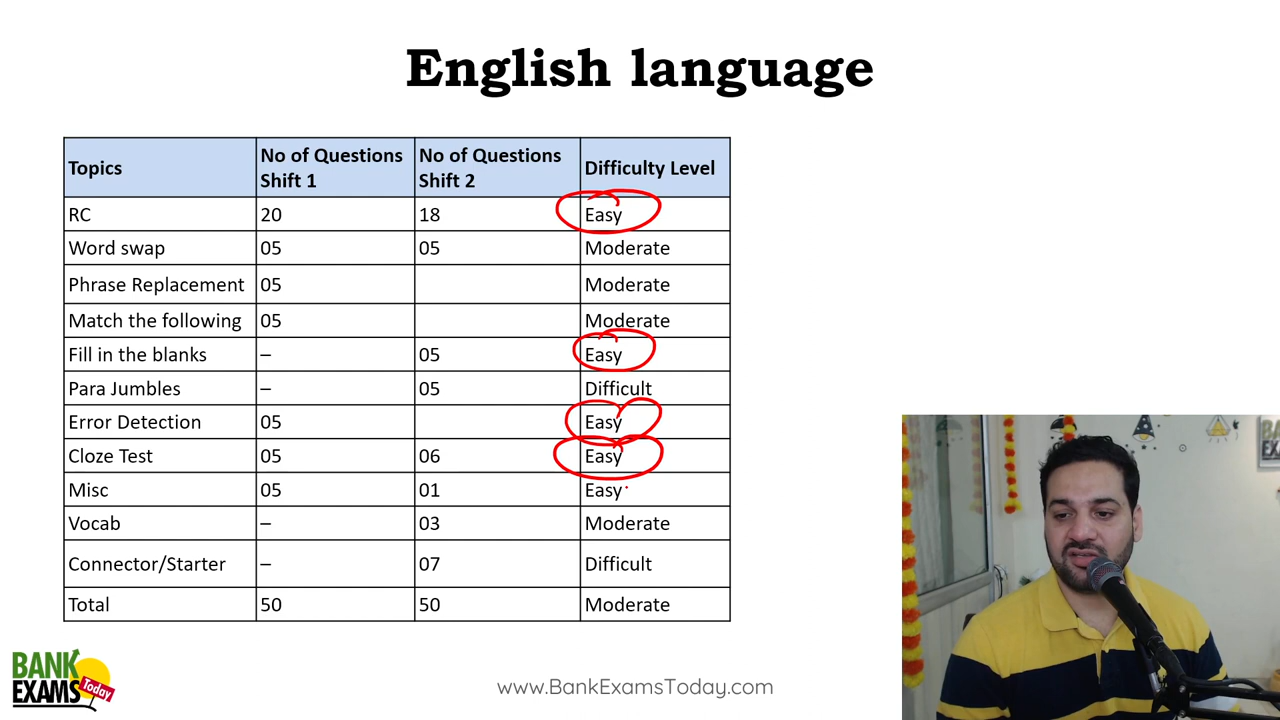 English language
Topics No of Questions Shift 1 No of Questions Shift 2 Difficulty Level
RC 20 18 Easy
Word swap 05 05 Moderate
Phrase Replacement 05 Moderate
Match the following 05 Moderate
Fill in the blanks – 05 Easy
Para Jumbles – 05 Difficult
Error Detection 05 Easy
Cloze Test 05 06 Easy
Misc 05 01 Easy
Vocab – 03 Moderate
Connector/Starter – 07 Difficult
Total 50 50 Moderate
BANK
EXAMS
Today
www.BankExamsToday.com